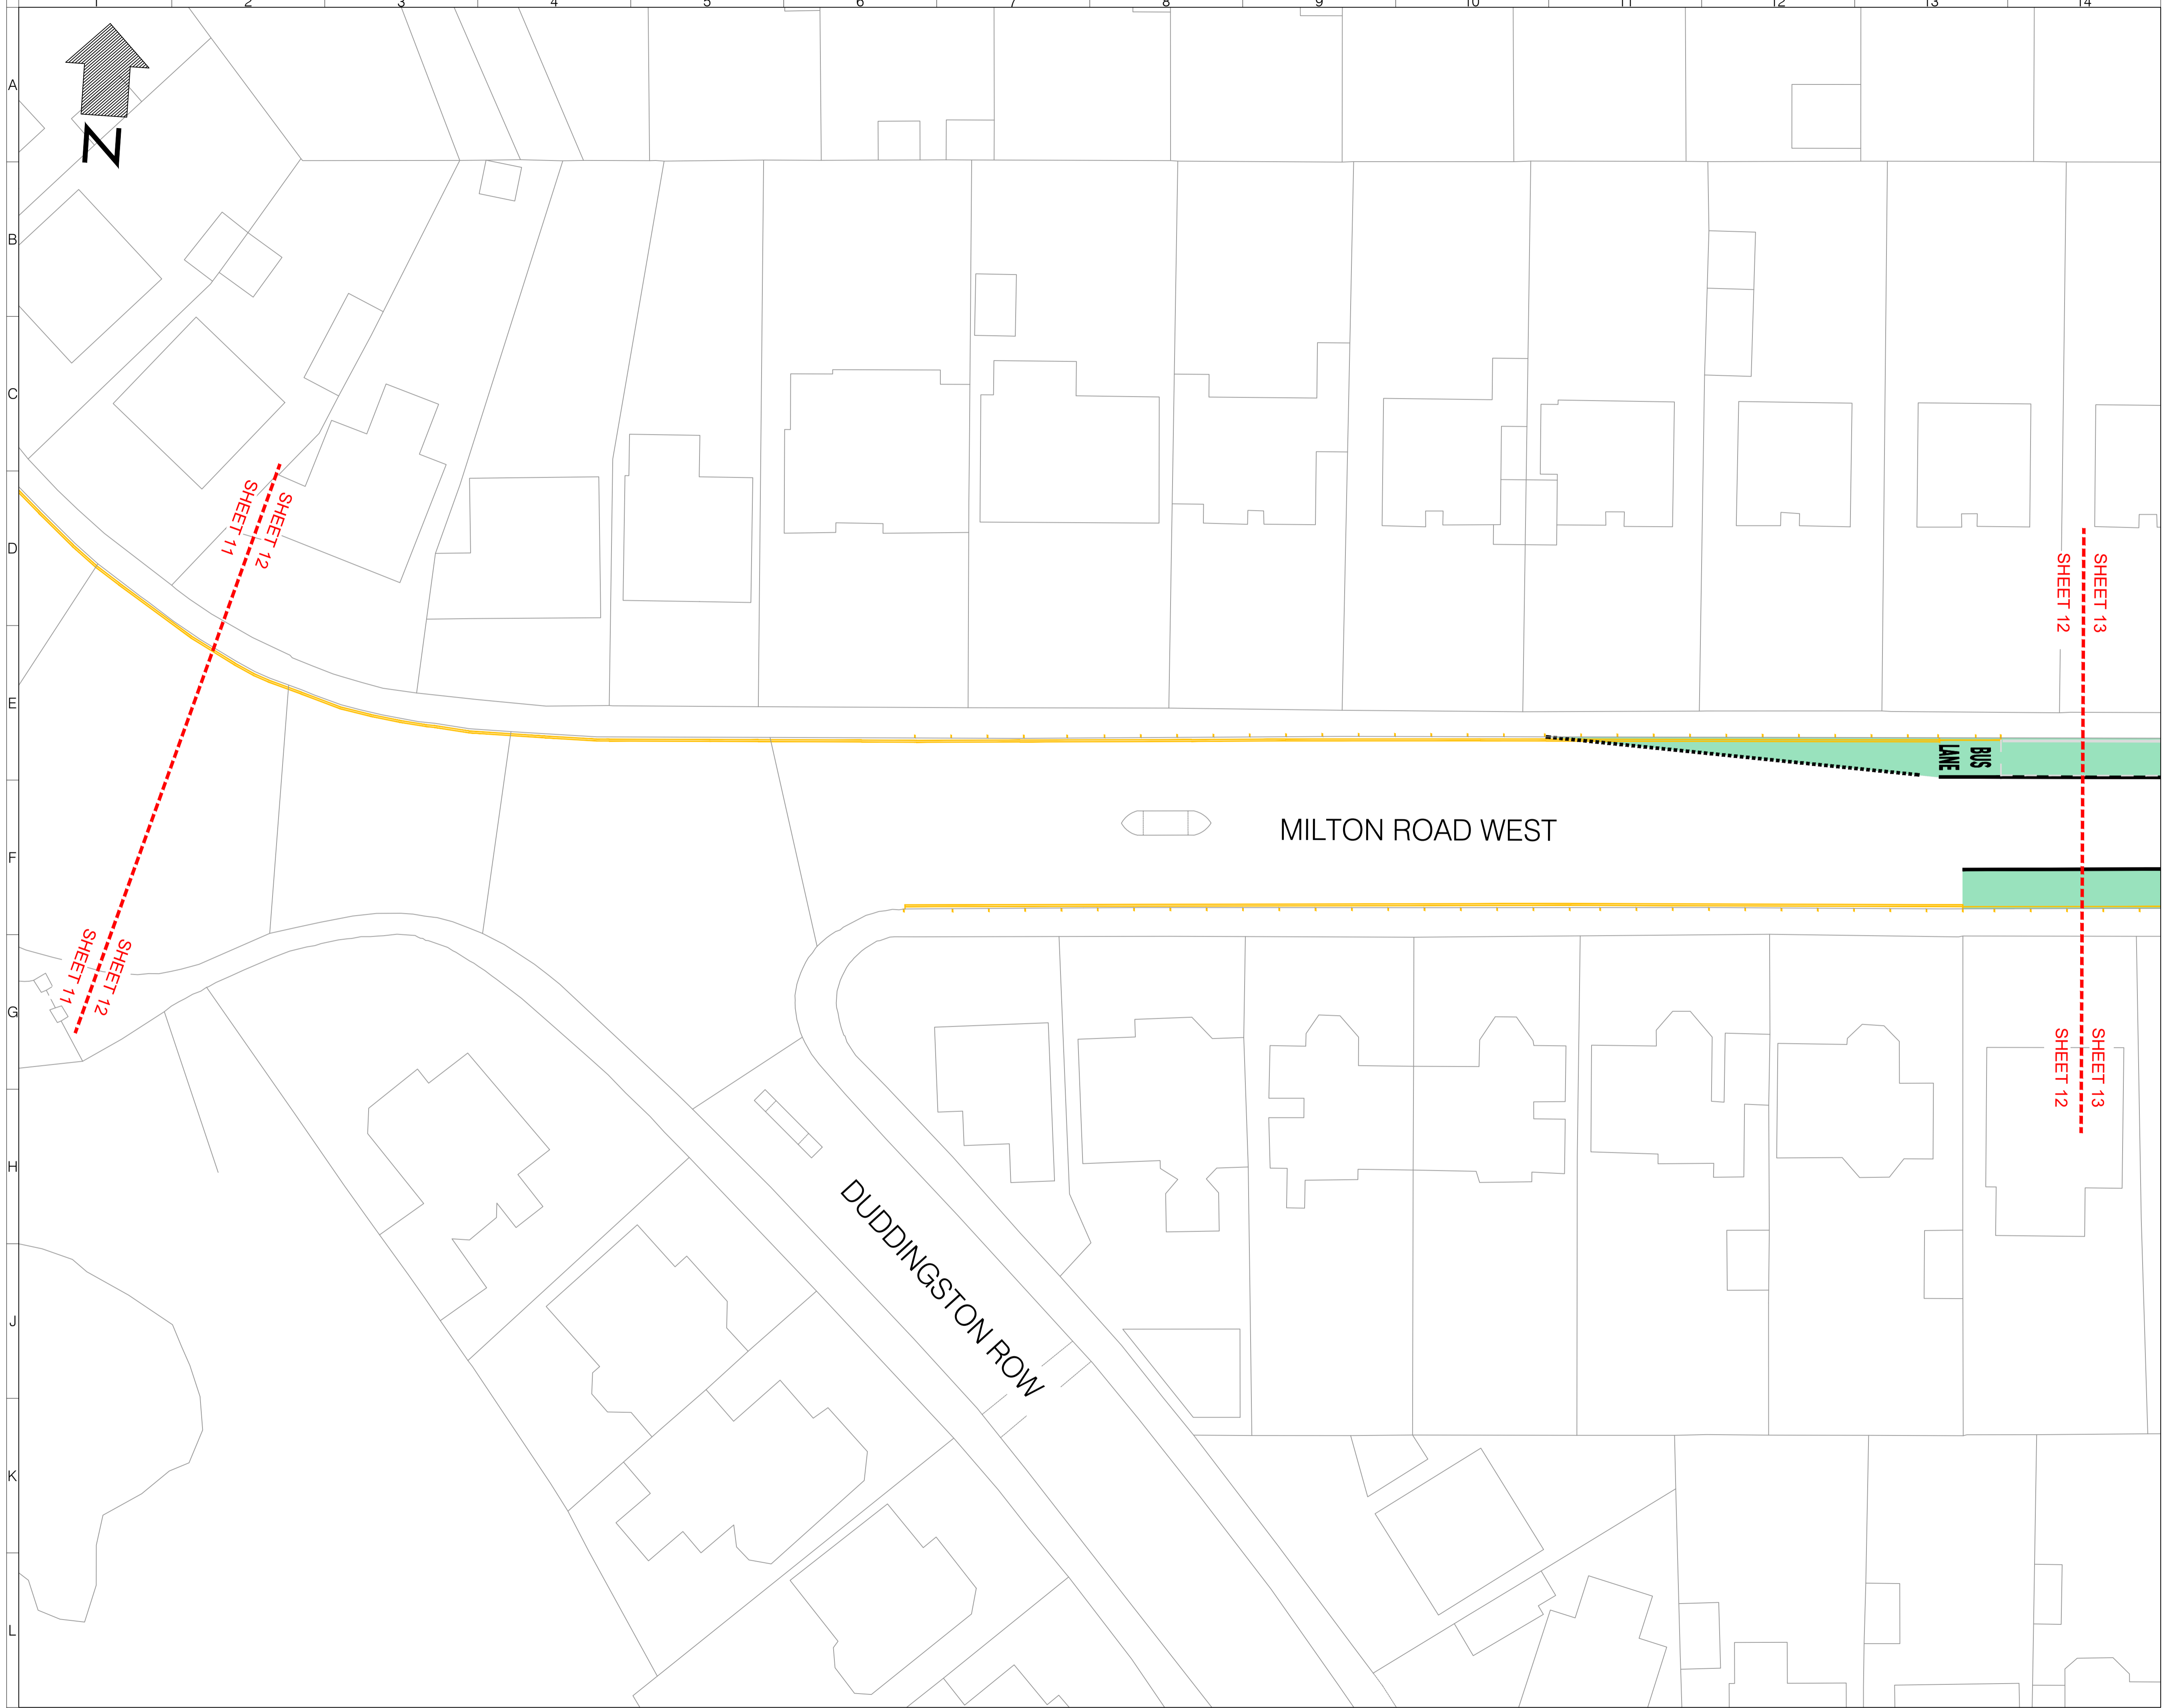 1 2 3 4 5 6 7 8 9 10 11 12 13 14
A
N
B
C
SHEET 11
SHEET 12
D
SHEET 12
SHEET 13
E
BUS
LANE
MILTON ROAD WEST
F
SHEET 11
SHEET 12
G
SHEET 12
SHEET 13
H
DUDDINGSTON ROW
J
K
L